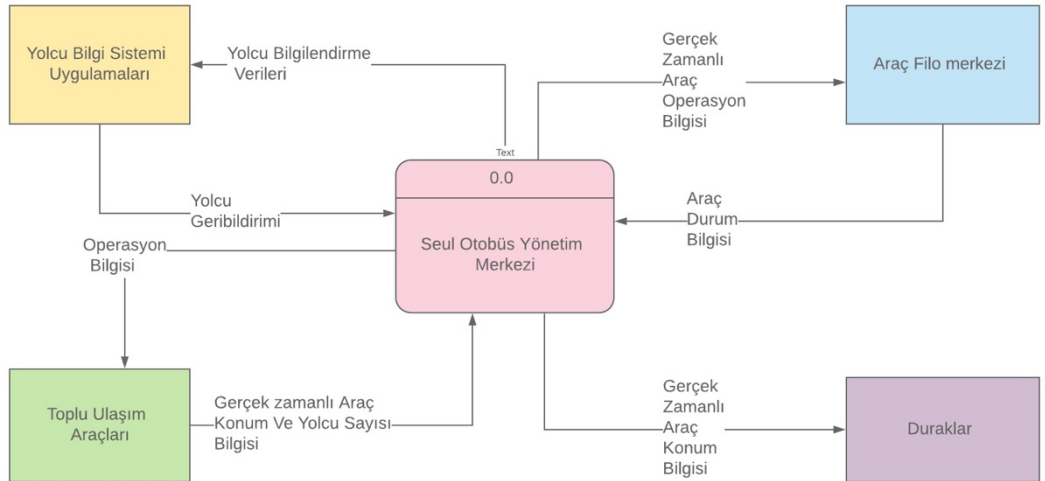 Yolcu Bilgi Sistemi
Uygulamaları
Yolcu Bilgilendirme
Verileri
Gerçek
Zamanlı
Araç
Operasyon
Bilgisi
Araç Filo merkezi
Text
0.0
Seul Otobüs Yönetim
Merkezi
Yolcu
Geribildirimi
Araç
Durum
Bilgisi
Operasyon
Bilgisi
Toplu Ulaşım
Araçları
Gerçek zamanlı Araç
Konum Ve Yolcu Sayısı
Bilgisi
Gerçek
Zamanlı
Araç
Konum
Bilgisi
Duraklar